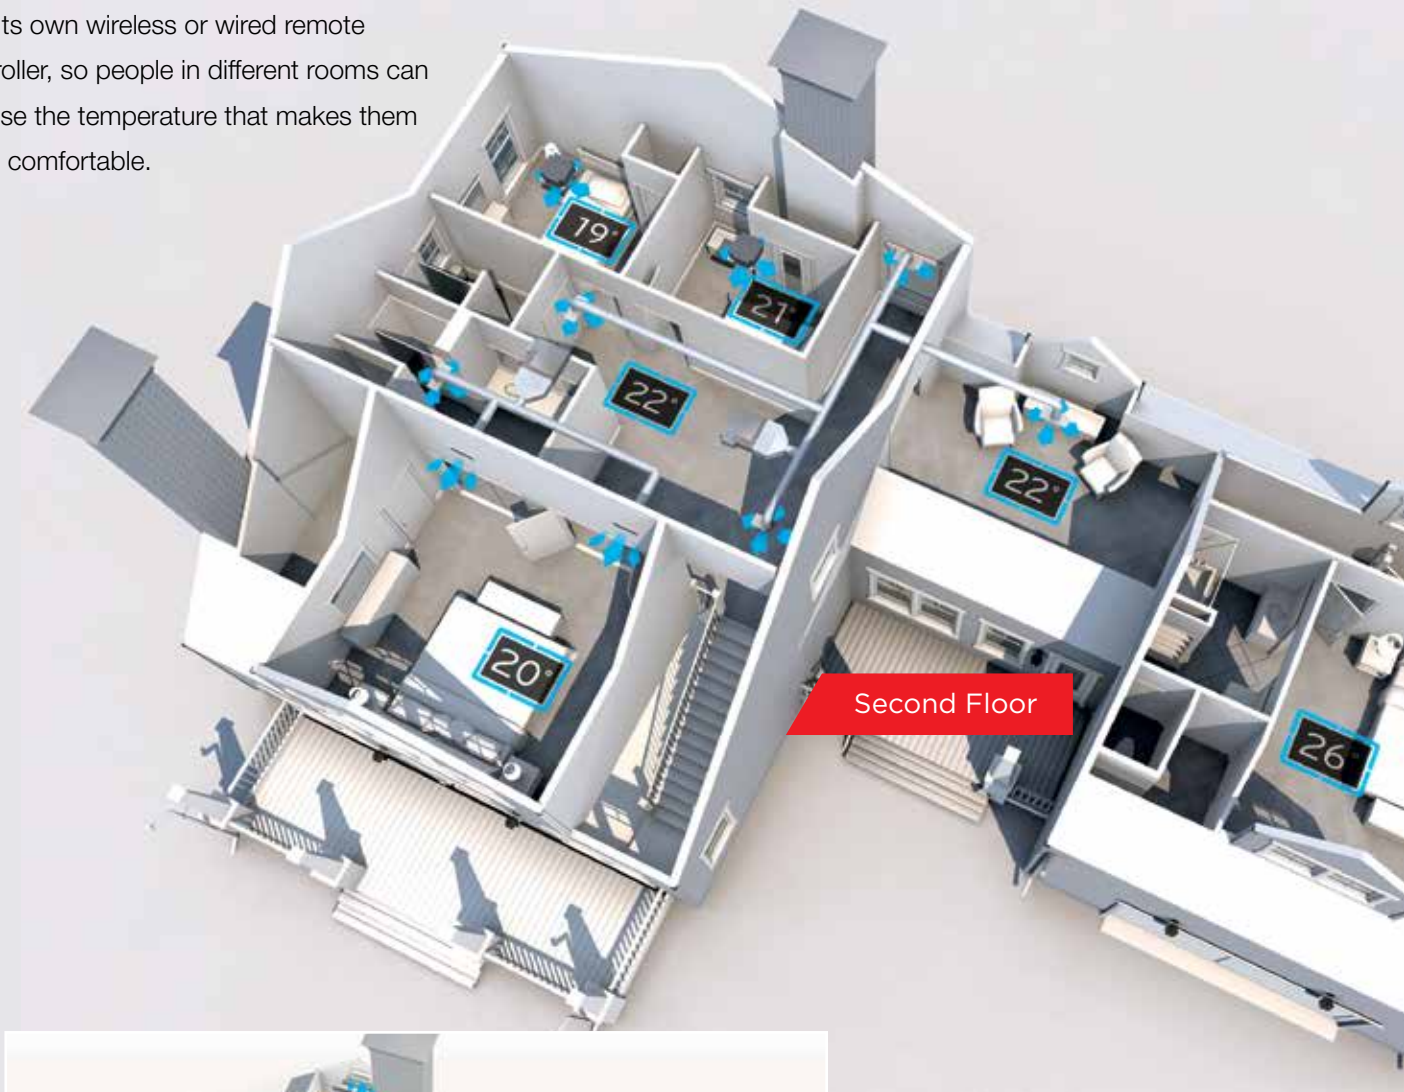 ts own wireless or wired remote
roller, so people in different rooms can
se the temperature that makes them
comfortable.
19°
21°
22°
22°
20°
Second Floor
26°